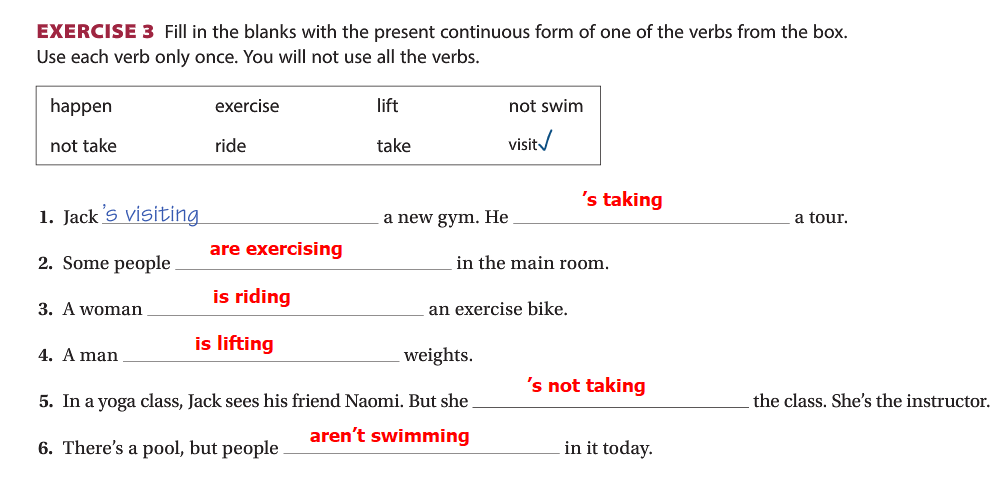 EXERCISE 3 Fill in the blanks with the present continuous form of one of the verbs from the box.
Use each verb only once. You will not use all the verbs.
happen exercise lift not swim
not take ride take visit✓
1. Jack ’s visiting a new gym. He ’s taking a tour.
2. Some people are exercising in the main room.
3. A woman is riding an exercise bike.
4. A man is lifting weights.
5. In a yoga class, Jack sees his friend Naomi. But she ’s not taking the class. She’s the instructor.
6. There’s a pool, but people aren’t swimming in it today.